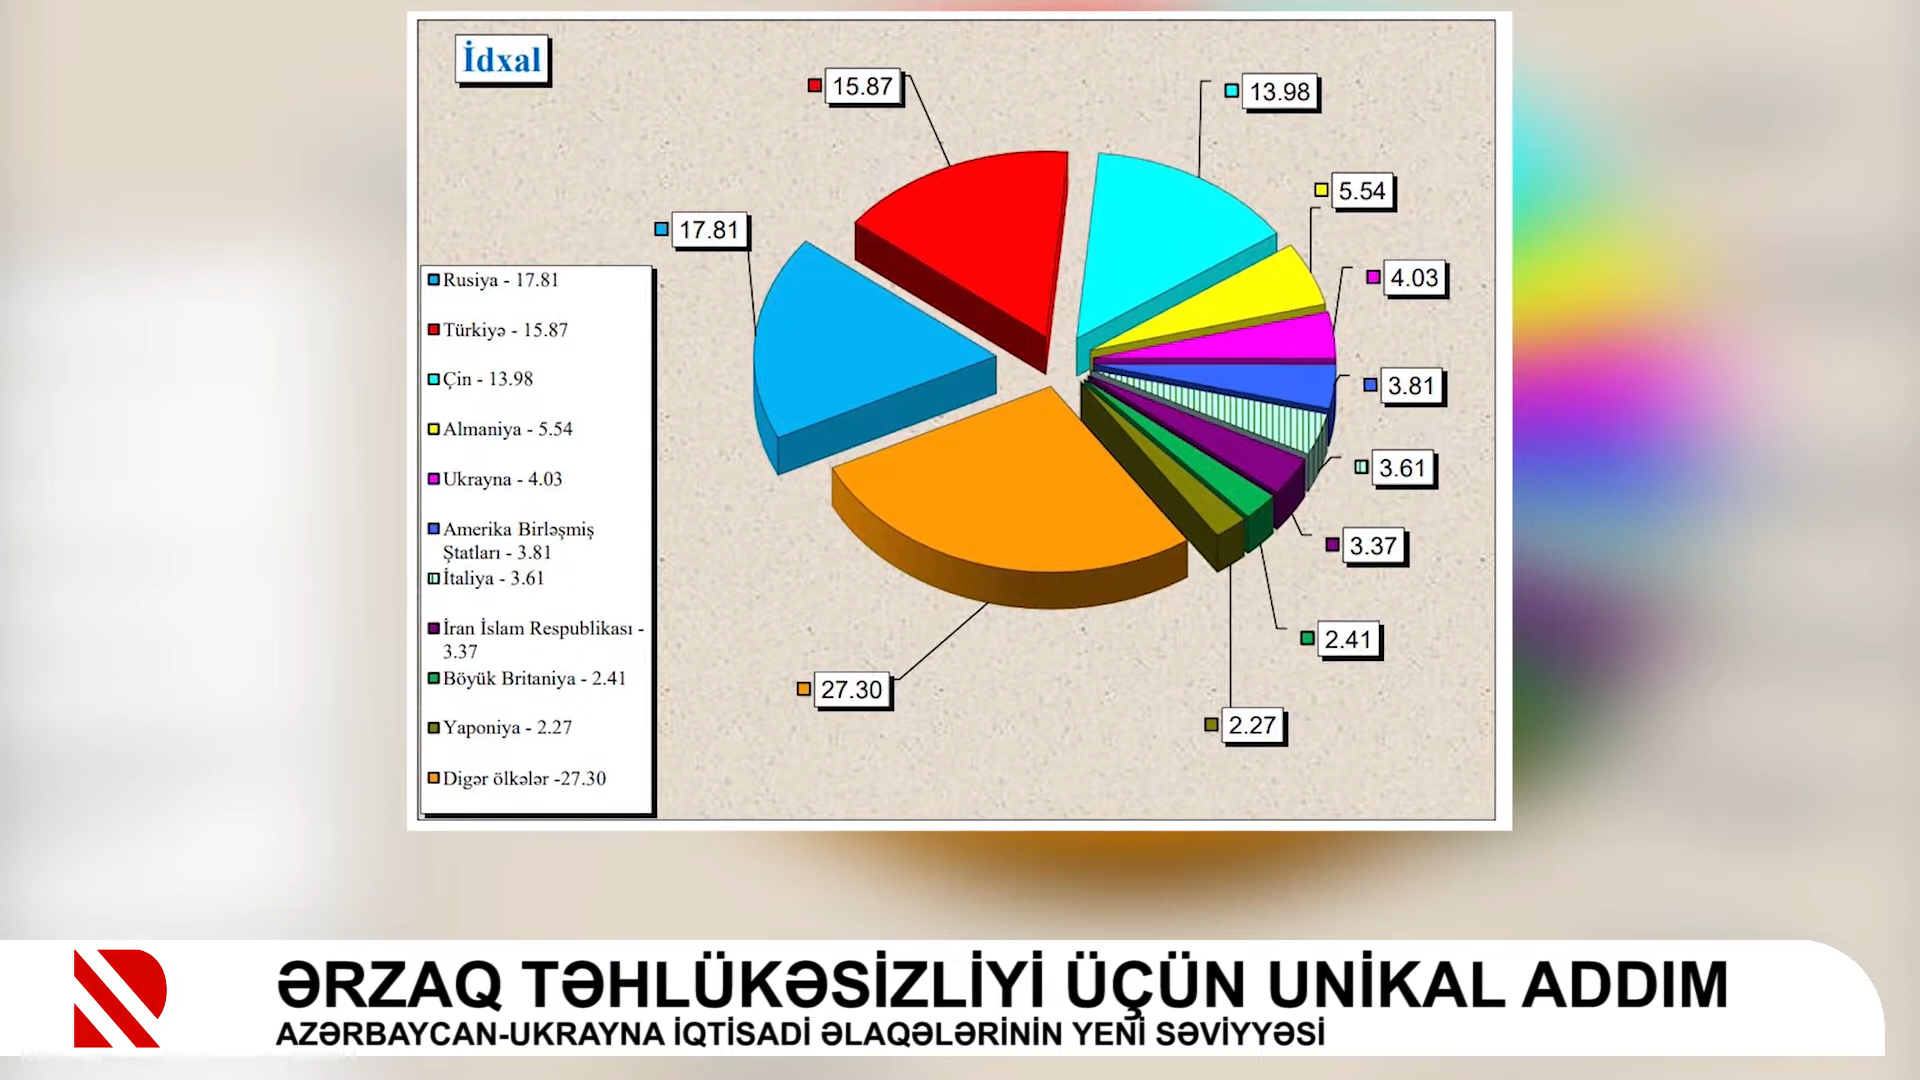 İdxal
15.87
13.98
5.54
17.81
4.03
Rusiya - 17.81
Türkiyə - 15.87
Çin - 13.98
3.81
Almaniya - 5.54
3.61
Ukrayna - 4.03
Amerika Birləşmiş
Ştatları - 3.81
3.37
İtaliya - 3.61
İran İslam Respublikası -
3.37
2.41
Böyük Britaniya - 2.41
27.30
Yaponiya - 2.27
2.27
Digər ölkələr -27.30
ƏRZAQ TƏHLÜKƏSİZLİYİ ÜÇÜN UNİKAL ADDIM
AZƏRBAYCAN-UKRAYNA İQTİSADİ ƏLAQƏLƏRİNİN YENİ SƏVİYYƏSİ